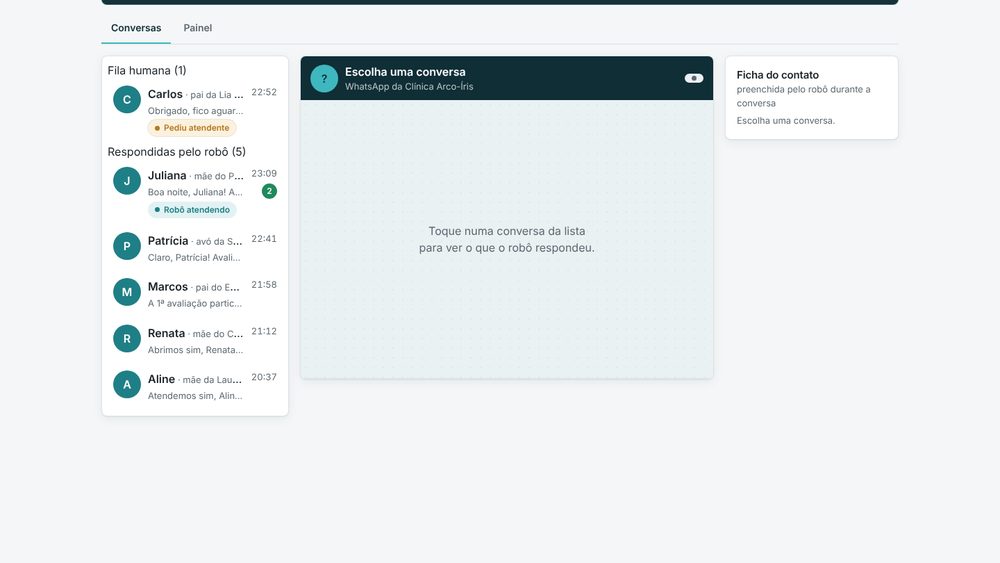 Conversas
Painel
Fila humana (1)
C
Carlos · pai da Lia ...
22:52
Obrigado, fico aguar...
Pediu atendente
Respondidas pelo robô (5)
J
Juliana · mãe do P...
23:09
Boa noite, Juliana! A...
2
Robô atendendo
P
Patrícia · avó da S...
22:41
Claro, Patrícia! Avali...
M
Marcos · pai do E...
21:58
A 1ª avaliação partic...
R
Renata · mãe do C...
21:12
Abrimos sim, Renata...
A
Aline · mãe da Lau...
20:37
Atendemos sim, Alin...
?
Escolha uma conversa
WhatsApp da Clínica Arco-Íris
Toque numa conversa da lista
para ver o que o robô respondeu.
Ficha do contato
preenchida pelo robô durante a
conversa
Escolha uma conversa.